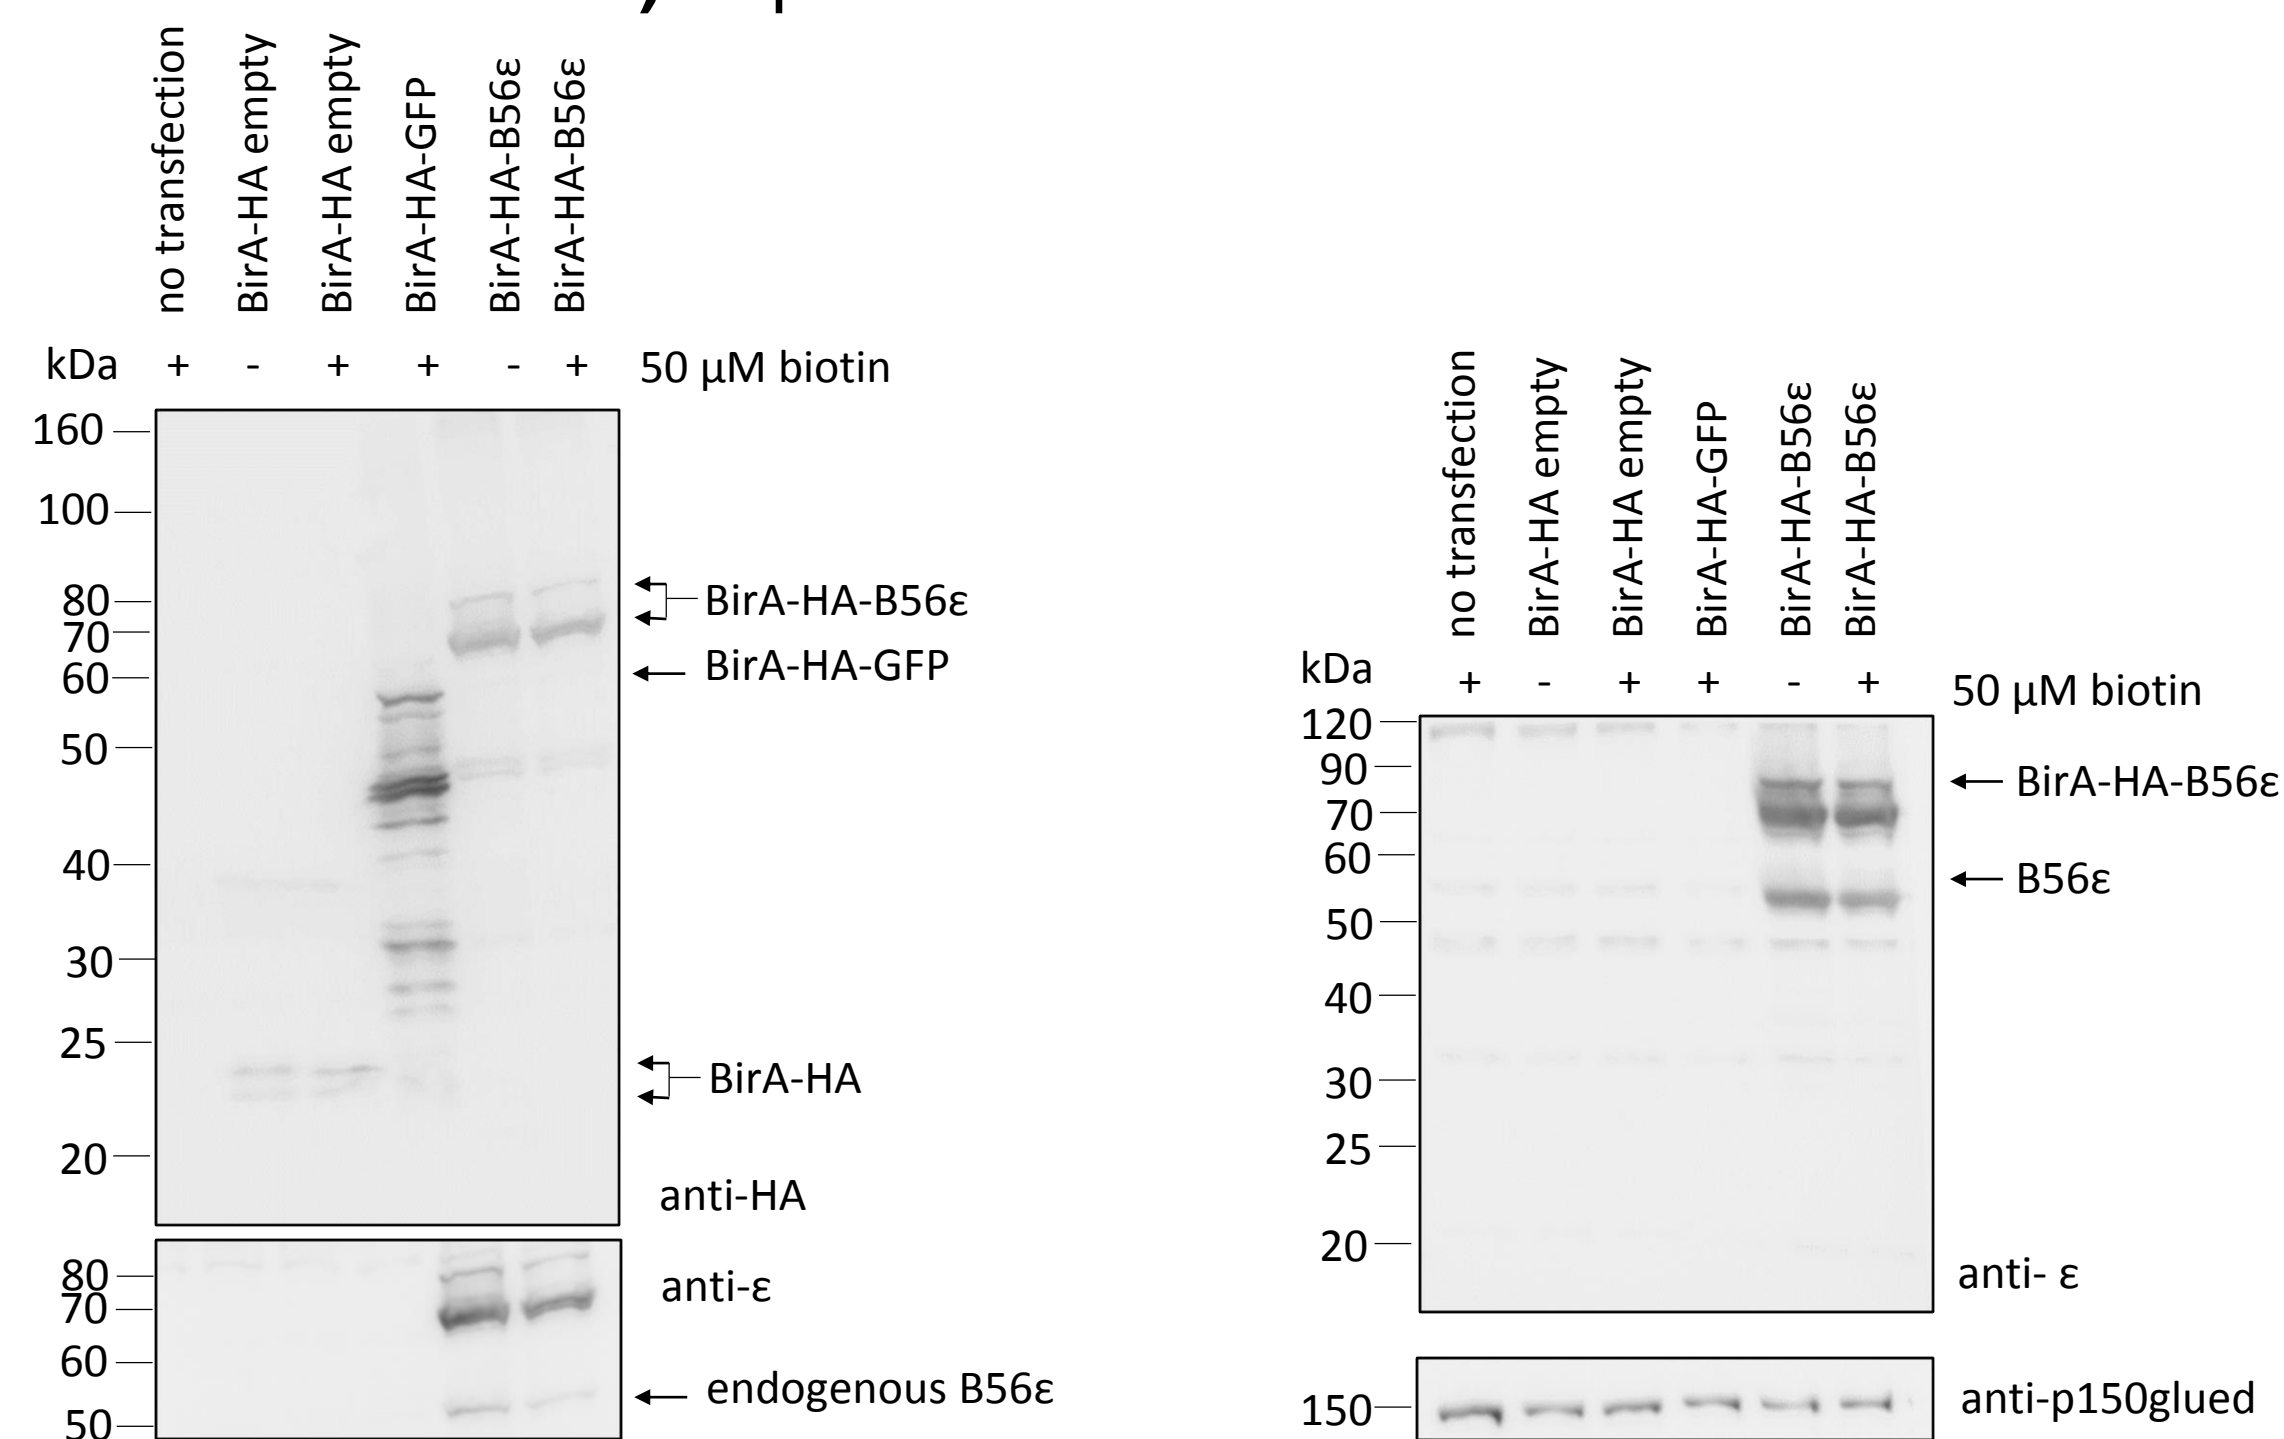 no transfection
BirA-HA empty
BirA-HA empty
BirA-HA-GFP
BirA-HA-B56ε
BirA-HA-B56ε
kDa + - + + - + 50 µM biotin
160
100
80
70
60
50
40
30
25
20
BirA-HA-B56ε
BirA-HA-GFP
BirA-HA
anti-HA
80
70
60
50
anti-ε
endogenous B56ε
no transfection
BirA-HA empty
BirA-HA empty
BirA-HA-GFP
BirA-HA-B56ε
BirA-HA-B56ε
kDa + - + + - + 50 µM biotin
120
90
70
60
50
40
30
25
20
BirA-HA-B56ε
B56ε
anti- ε
150
anti-p150glued